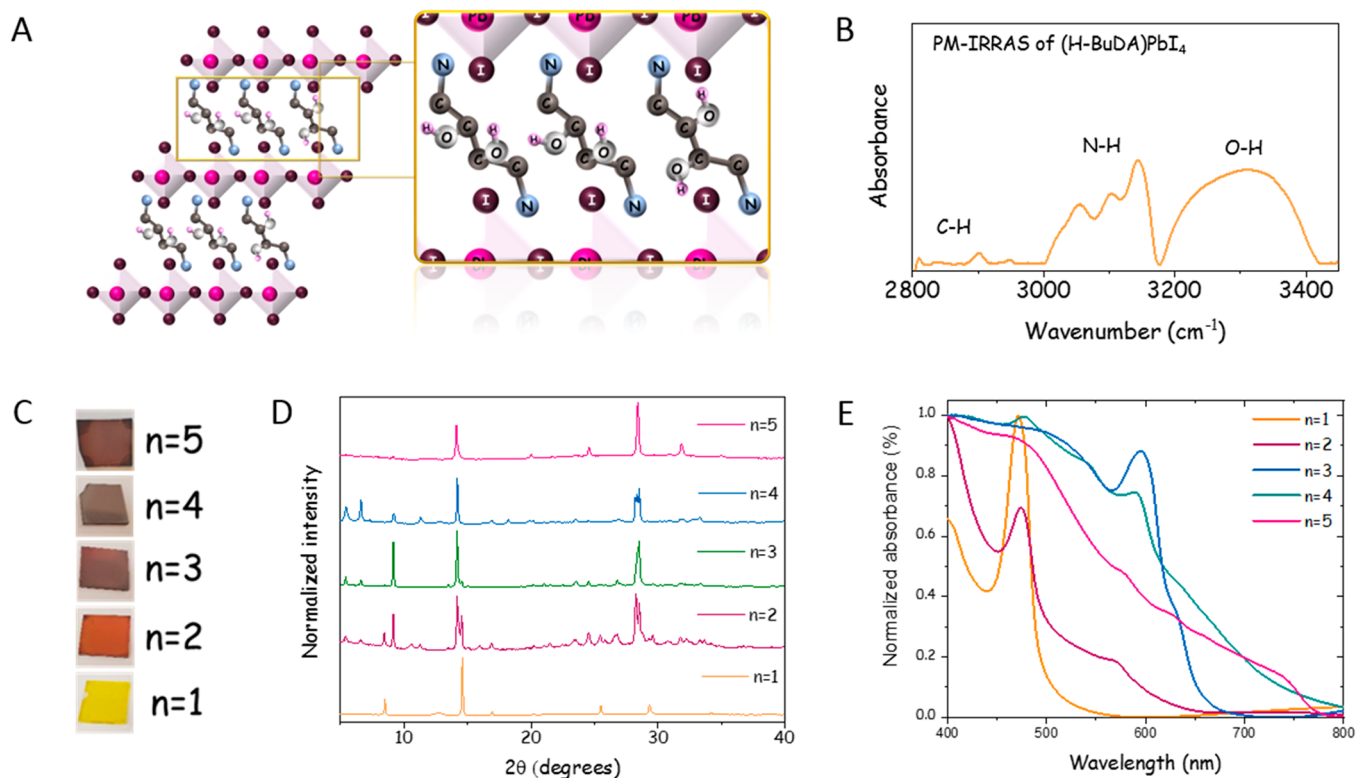 A
Pb
Pb
Pb
I
I
I
I
I
I
I
N
N
N
C
C
C
H
H
H
O
O
O
C
C
C
H
H
O
O
O
C
C
C
H
N
N
N
I
I
I
I
I
I
Pb
Pb
B
PM-IRRAS of (H-BuDA)PbI4
Absorbance
N-H
O-H
C-H
2800 3000 3200 3400
Wavenumber (cm-1)
C
n=5
n=4
n=3
n=2
n=1
D
Normalized intensity
n=5
n=4
n=3
n=2
n=1
10 20 30 40
2θ (degrees)
E
Normalized absorbance (%)
1.0
0.8
0.6
0.4
0.2
0.0
n=1
n=2
n=3
n=4
n=5
400 500 600 700 800
Wavelength (nm)